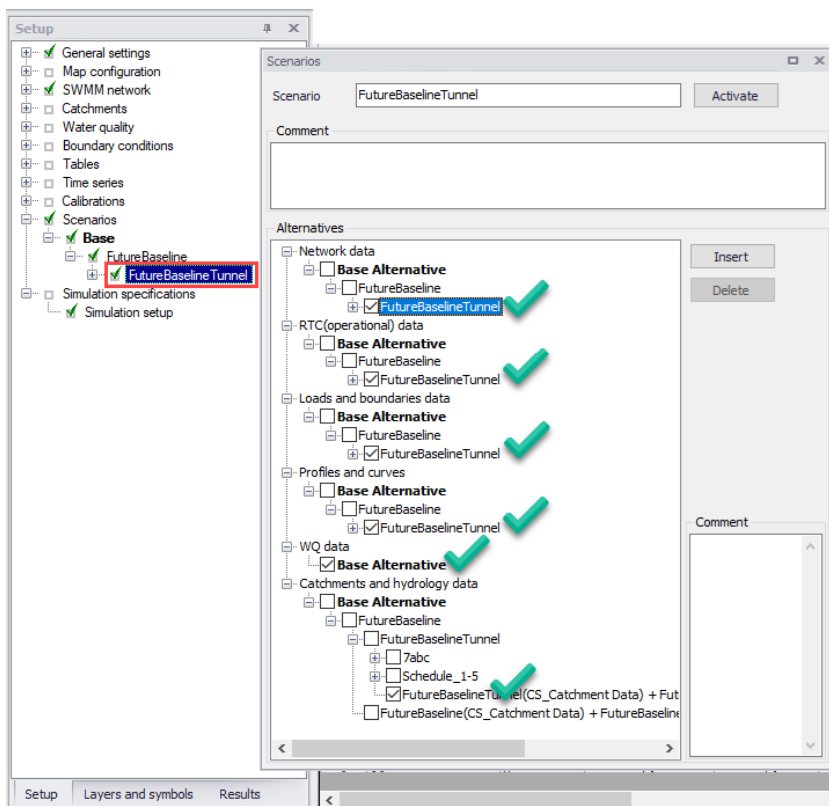 Setup
General settings
Map configuration
SWMM network
Catchments
Water quality
Boundary conditions
Tables
Time series
Calibrations
Scenarios
Base
FutureBaseline
FutureBaselineTunnel
Simulation specifications
Simulation setup
Setup Layers and symbols Results
Scenarios
Scenario FutureBaselineTunnel Activate
Comment
Alternatives
Network data
Base Alternative
FutureBaseline
FutureBaselineTunnel
RTC(operational) data
Base Alternative
FutureBaseline
FutureBaselineTunnel
Loads and boundaries data
Base Alternative
FutureBaseline
FutureBaselineTunnel
Profiles and curves
Base Alternative
FutureBaseline
FutureBaselineTunnel
WQ data
Base Alternative
Catchments and hydrology data
Base Alternative
FutureBaseline
FutureBaselineTunnel
7abc
Schedule_1-5
FutureBaselineTunnel(CS_Catchment Data) + Fut
FutureBaseline(CS_Catchment Data) + FutureBaseline
Insert
Delete
Comment